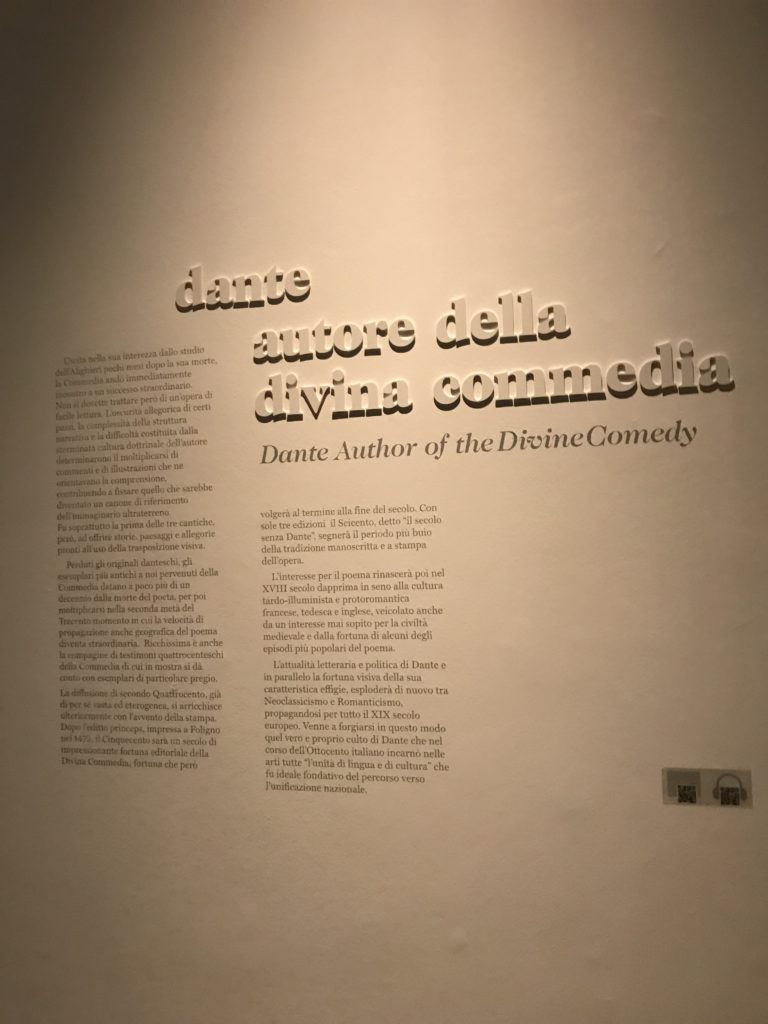 dante
autore della
divina commedia
Dante Author of the Divine Comedy
Uscita nella sua interezza dallo studio
dell'Alighieri pochi mesi dopo la sua morte,
la Commedia andò immediatamente
incontro a un successo straordinario.
Non si dovette trattare però di un'opera di
facile lettura. L'oscurità allegorica di certi
passi, la complessità della struttura
narrativa e la difficoltà costituita dalla
sterminata cultura dottrinale dell'autore
determinarono il moltiplicarsi di
commenti e di illustrazioni che ne
orientavano la comprensione,
contribuendo a fissare quello che sarebbe
diventato un canone di riferimento
dell'immaginario ultraterreno.
Fu soprattutto la prima delle tre cantiche,
però, ad offrire storie, paesaggi e allegorie
pronti all'uso della trasposizione visiva.
Perduti gli originali danteschi, gli
esemplari più antichi a noi pervenuti della
Commedia datano a poco più di un
decennio dalla morte del poeta, per poi
moltiplicarsi nella seconda metà del
Trecento momento in cui la velocità di
propagazione anche geografica del poema
diventa straordinaria. Ricchissima è anche
la compagine di testimoni quattrocenteschi
della Commedia di cui in mostra si dà
conto con esemplari di particolare pregio.
La diffusione di secondo Quattrocento, già
di per sé vasta ed eterogenea, si arricchisce
ulteriormente con l'avvento della stampa.
Dopo l'editio princeps, impressa a Foligno
nel 1472, il Cinquecento sarà un secolo di
impressionante fortuna editoriale della
Divina Commedia; fortuna che però
volgerà al termine alla fine del secolo. Con
sole tre edizioni il Seicento, detto "il secolo
senza Dante", segnerà il periodo più buio
della tradizione manoscritta e a stampa
dell'opera.
L'interesse per il poema rinascerà poi nel
XVIII secolo dapprima in seno alla cultura
tardo-illuminista e protoromantica
francese, tedesca e inglese, veicolato anche
da un interesse mai sopito per la civiltà
medievale e dalla fortuna di alcuni degli
episodi più popolari del poema.
L'attualità letteraria e politica di Dante e
in parallelo la fortuna visiva della sua
caratteristica effigie, esploderà di nuovo tra
Neoclassicismo e Romanticismo,
propagandosi per tutto il XIX secolo
europeo. Venne a forgiarsi in questo modo
quel vero e proprio culto di Dante che nel
corso dell'Ottocento italiano incarnò nelle
arti tutte "l'unità di lingua e di cultura" che
fu ideale fondativo del percorso verso
l'unificazione nazionale.